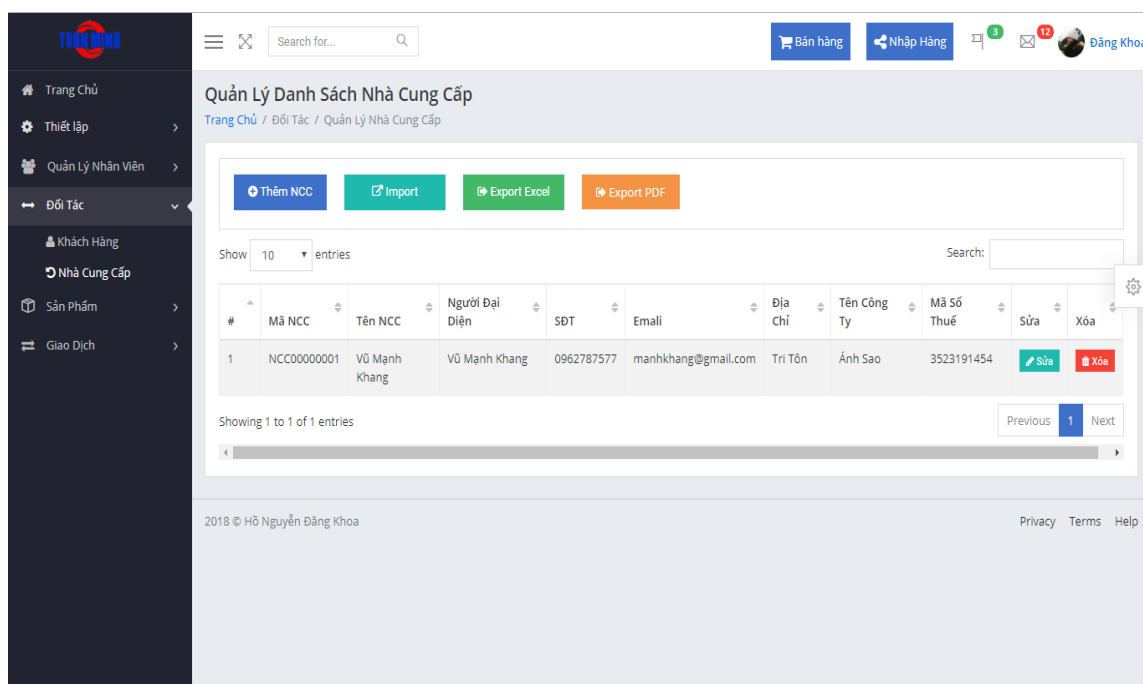 TOÀN MINH
Search for...
Bán hàng
Nhập Hàng
3
12
Đăng Khoa
Trang Chủ
Thiết lập
Quản Lý Nhân Viên
Đối Tác
Khách Hàng
Nhà Cung Cấp
Sản Phẩm
Giao Dịch
Quản Lý Danh Sách Nhà Cung Cấp
Trang Chủ / Đối Tác / Quản Lý Nhà Cung Cấp
Thêm NCC
Import
Export Excel
Export PDF
Show 10 entries
Search:
# Mã NCC Tên NCC Người Đại Diện SĐT Emali Địa Chỉ Tên Công Ty Mã Số Thuế Sửa Xóa
1 NCC00000001 Vũ Mạnh Khang Vũ Mạnh Khang 0962787577 manhkhang@gmail.com Tri Tôn Ánh Sao 3523191454 Sửa Xóa
Showing 1 to 1 of 1 entries
Previous 1 Next
2018 © Hồ Nguyễn Đăng Khoa
Privacy Terms Help